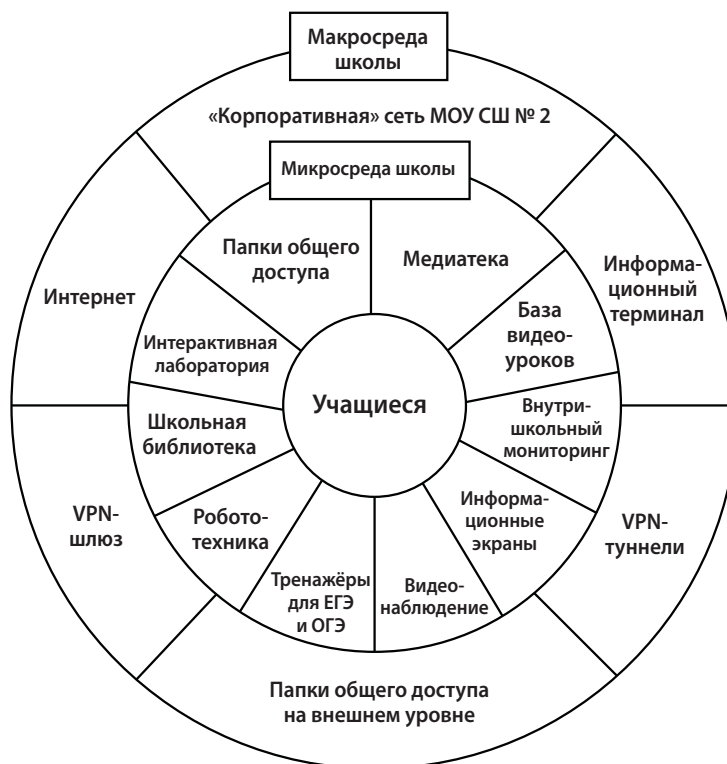 Макросреда
школы
«Корпоративная» сеть МОУ СШ № 2
Микросреда школы
Папки общего
доступа
Медиатека
Интернет
Информа-
ционный
терминал
Интерактивная
лаборатория
База
видео-
уроков
Учащиеся
Школьная
библиотека
Внутри-
школьный
мониторинг
VPN-
шлюз
Робото-
техника
Информа-
ционные
экраны
VPN-
туннели
Тренажёры
для ЕГЭ
и ОГЭ
Видео-
наблюдение
Папки общего доступа
на внешнем уровне